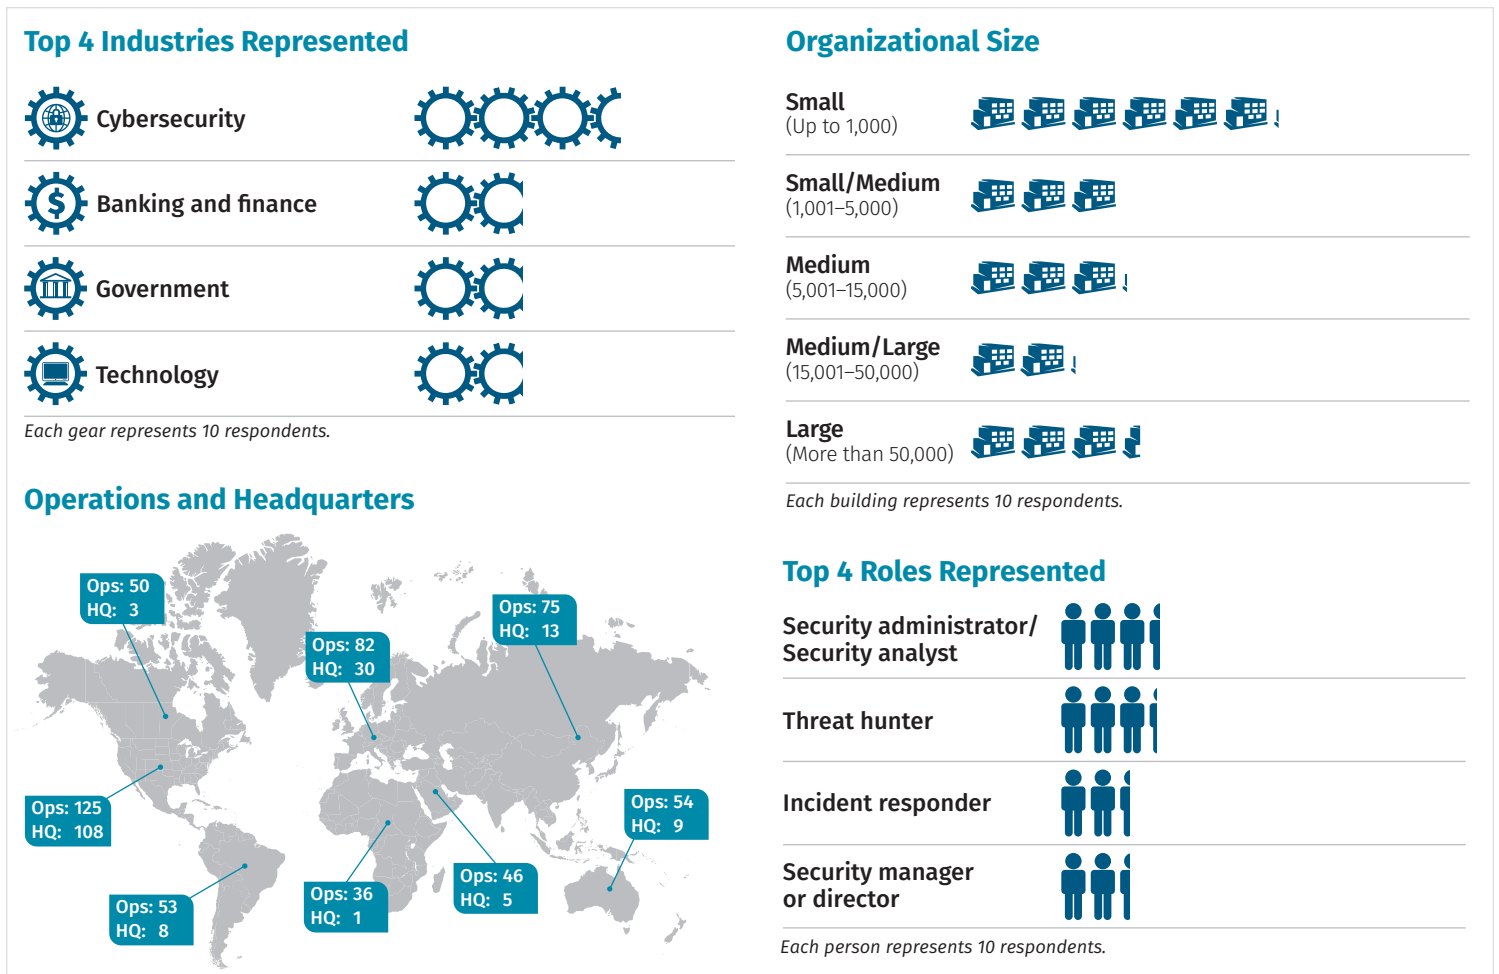 Top 4 Industries Represented
Cybersecurity
$
Banking and finance
Government
Technology
Each gear represents 10 respondents.
Operations and Headquarters
Ops: 50
HQ: 3
Ops: 82
HQ: 30
Ops: 75
HQ: 13
Ops: 125
HQ: 108
Ops: 54
HQ: 9
Ops: 53
HQ: 8
Ops: 36
HQ: 1
Ops: 46
HQ: 5
Organizational Size
Small
(Up to 1,000)
Small/Medium
(1,001–5,000)
Medium
(5,001–15,000)
Medium/Large
(15,001–50,000)
Large
(More than 50,000)
Each building represents 10 respondents.
Top 4 Roles Represented
Security administrator/
Security analyst
Threat hunter
Incident responder
Security manager
or director
Each person represents 10 respondents.